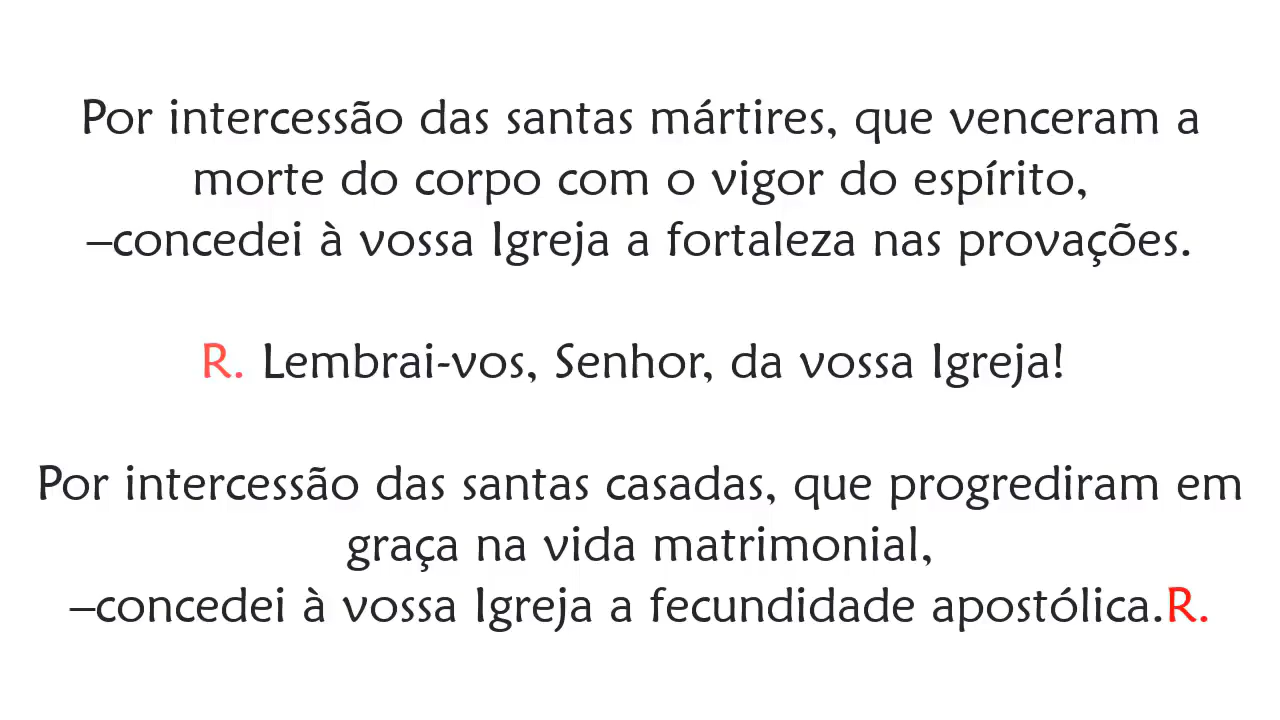 Por intercessão das santas mártires, que venceram a
morte do corpo com o vigor do espírito,
–concedei à vossa Igreja a fortaleza nas provações.
R. Lembrai-vos, Senhor, da vossa Igreja!
Por intercessão das santas casadas, que progrediram em
graça na vida matrimonial,
–concedei à vossa Igreja a fecundidade apostólica.R.